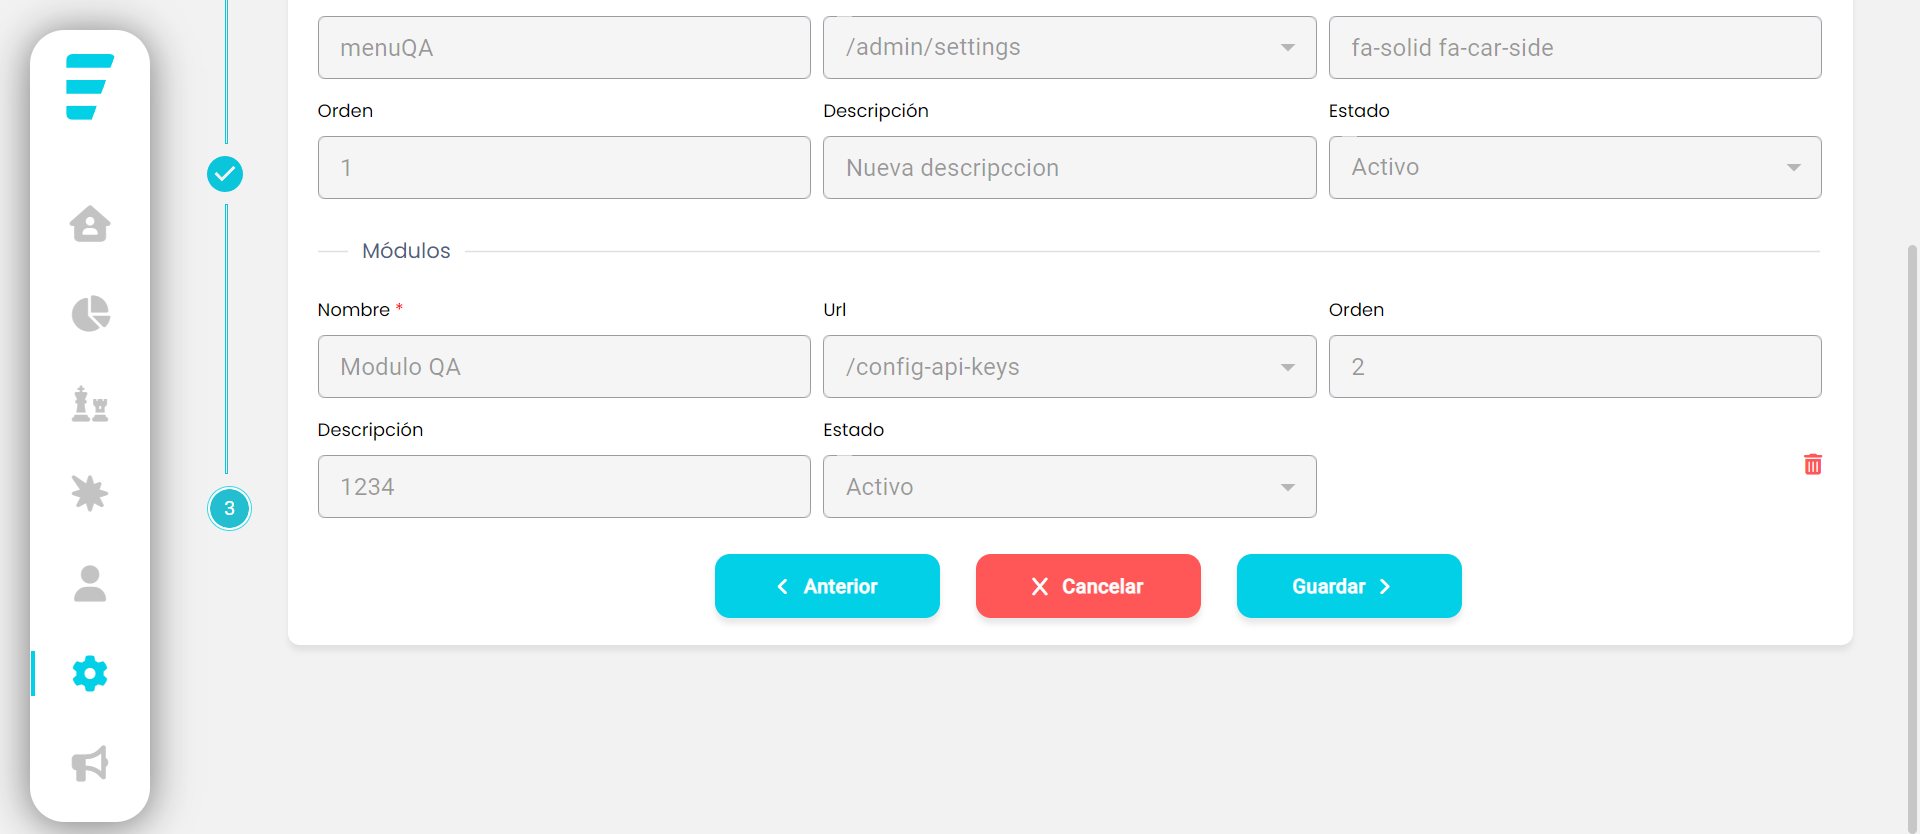 menuQA /admin/settings fa-solid fa-car-side
Orden Descripción Estado
1 Nueva descripccion Activo
Módulos
Nombre * Url Orden
Modulo QA /config-api-keys 2
Descripción Estado
1234 Activo
3
Anterior Cancelar Guardar